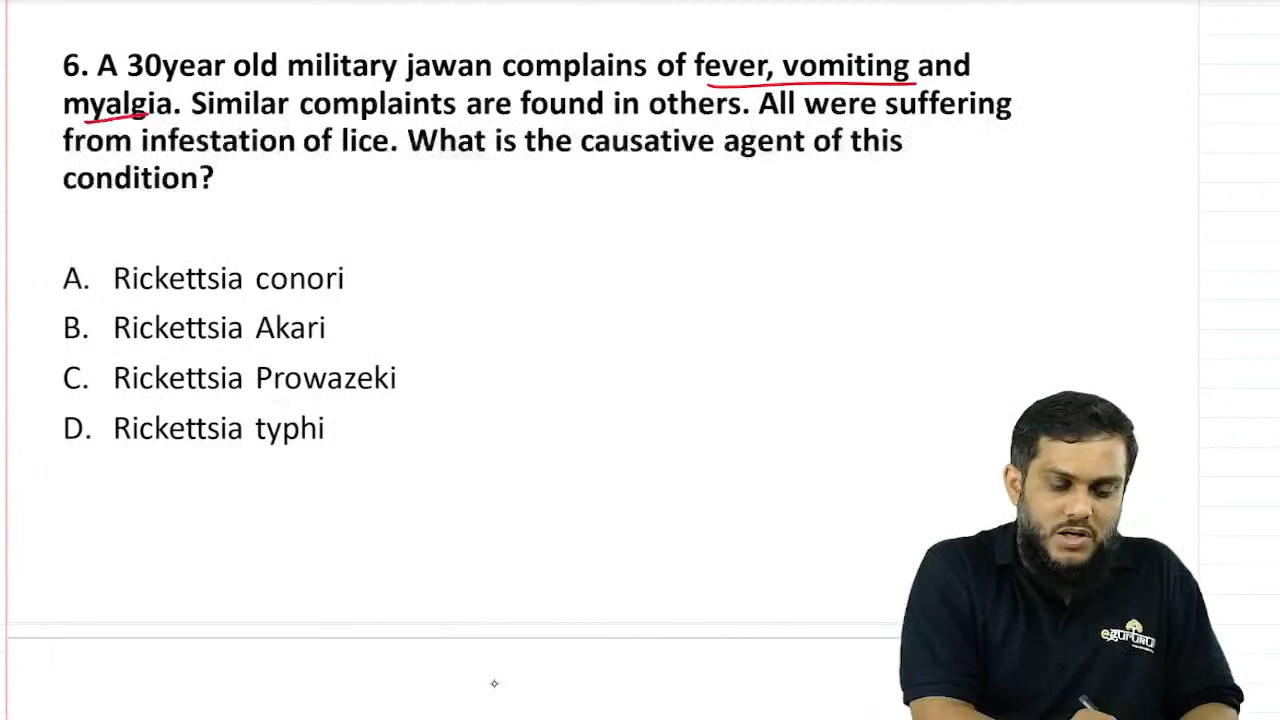 6. A 30year old military jawan complains of fever, vomiting and
myalgia. Similar complaints are found in others. All were suffering
from infestation of lice. What is the causative agent of this
condition?
A. Rickettsia conori
B. Rickettsia Akari
C. Rickettsia Prowazeki
D. Rickettsia typhi